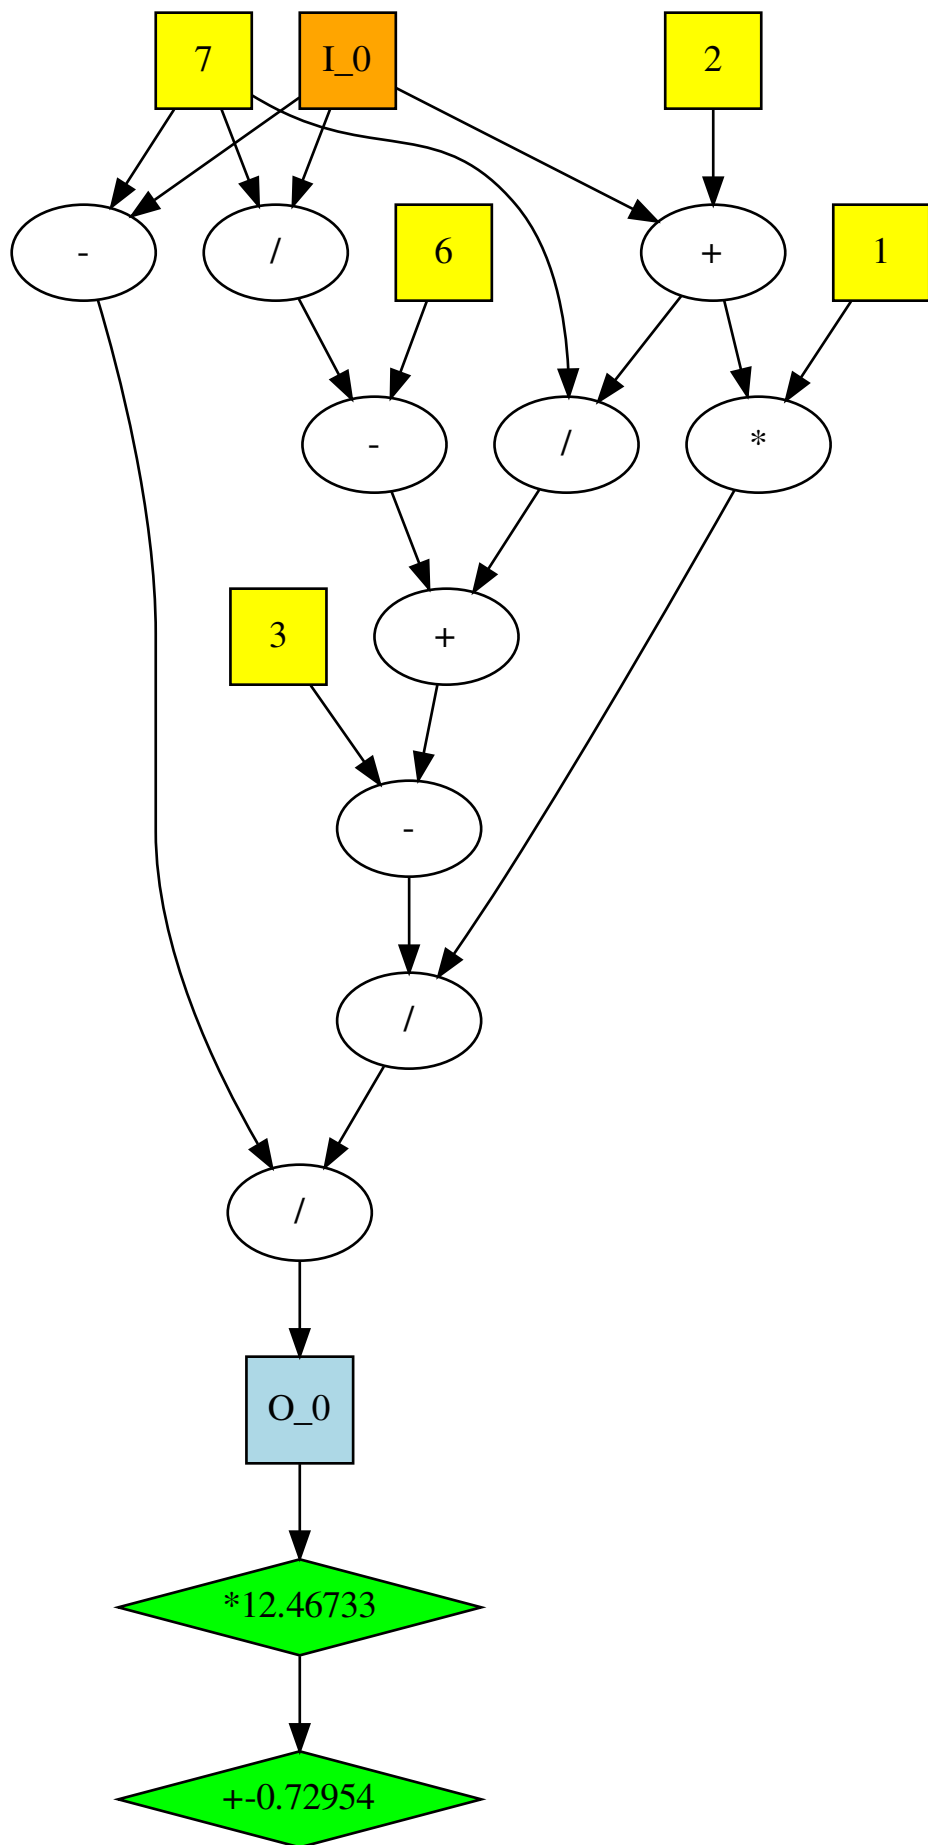 7 I_0 2
- / 6 + 1
- / *
3 +
-
/
/
O_0
*12.46733
+-0.72954